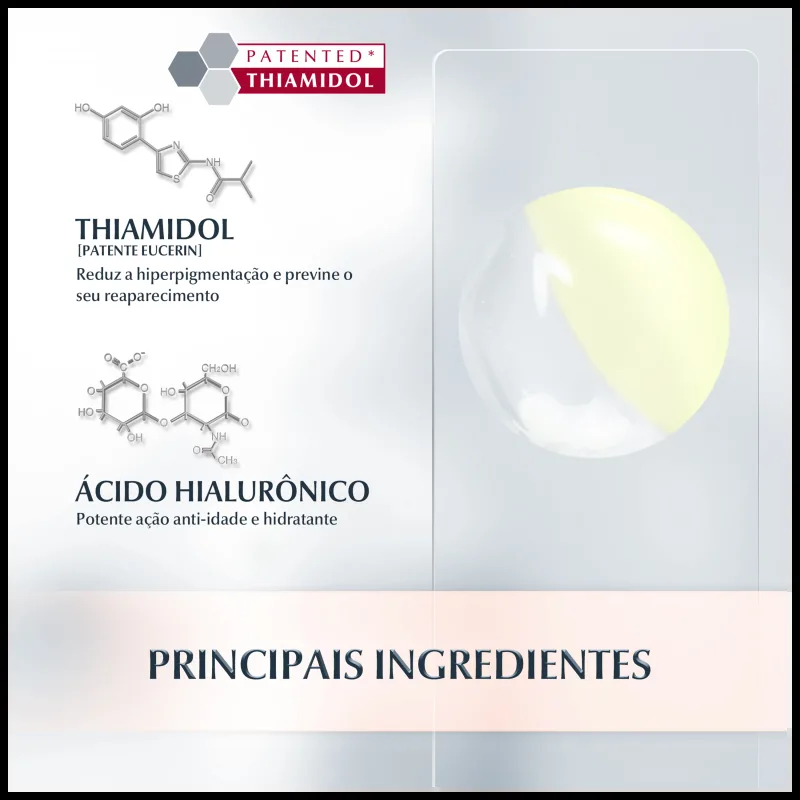 PATENTED*
THIAMIDOL
HO
OH
N
NH
S
O
THIAMIDOL
[PATENTE EUCERIN]
Reduz a hiperpigmentação e previne o
seu reaparecimento
O O-
C
CH₂OH
O
O
HO
O
HO
O
O
OH
NH
O
CH₃
ÁCIDO HIALURÔNICO
Potente ação anti-idade e hidratante
PRINCIPAIS INGREDIENTES